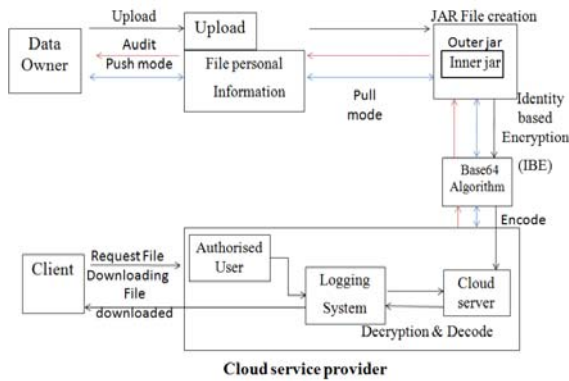 Upload
JAR File creation
Data
Owner
Upload
Audit
Push mode
File personal
Information
Outer jar
Inner jar
Pull
mode
Identity
based
Encryption
(IBE)
Base64
Algorithm
Encode
Client
Request File
Downloading
File
downloaded
Authorised
User
Logging
System
Cloud
server
Decryption & Decode
Cloud service provider